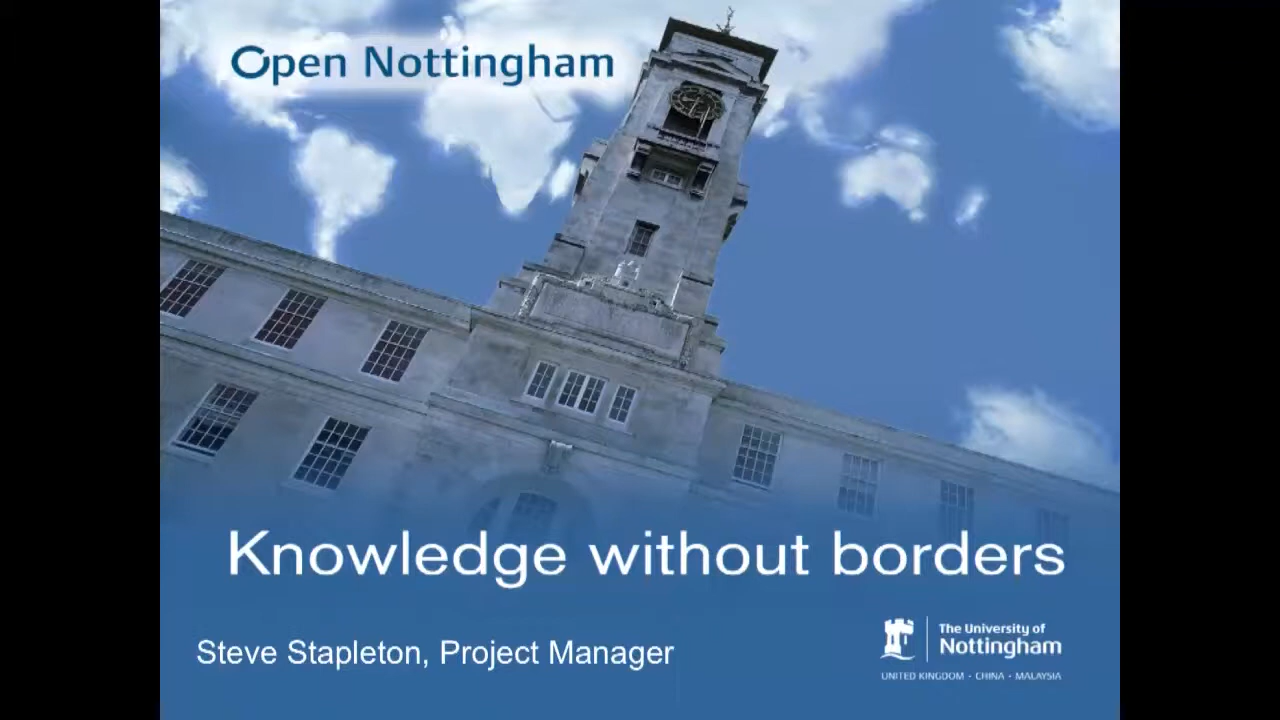 Open Nottingham
Knowledge without borders
Steve Stapleton, Project Manager
The University of
Nottingham
UNITED KINGDOM · CHINA · MALAYSIA